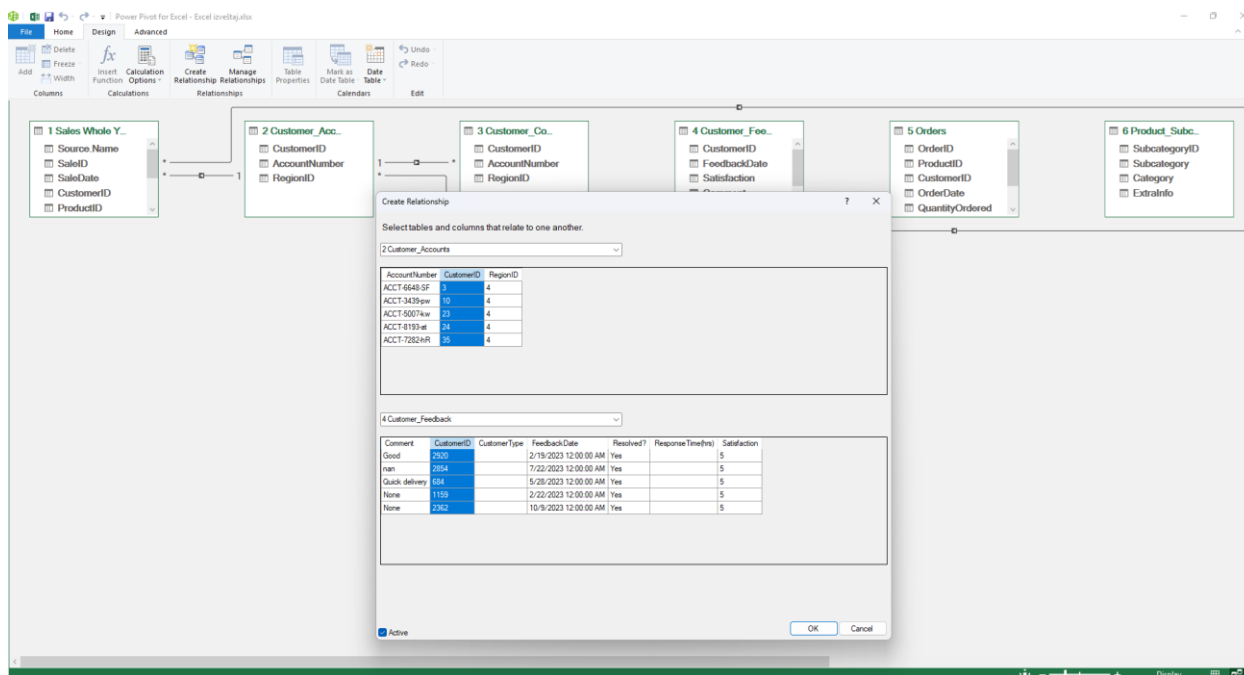 Power Pivot for Excel - Excel izveštaj.xlsx
File Home Design Advanced
Add
Delete
Freeze
Width
Columns
Insert Function
Calculation Options
Calculations
Create Relationship
Manage Relationships
Relationships
Table Properties
Mark as Date Table
Date Table
Calendars
Undo
Redo
Edit
1 Sales Whole Y...
Source.Name
SaleID
SaleDate
CustomerID
ProductID
* 
* 1
2 Customer_Acc...
CustomerID
AccountNumber
RegionID
1 *
*
3 Customer_Co...
CustomerID
AccountNumber
RegionID
4 Customer_Fee...
CustomerID
FeedbackDate
Satisfaction
5 Orders
OrderID
ProductID
CustomerID
OrderDate
QuantityOrdered
6 Product_Subc...
SubcategoryID
Subcategory
Category
ExtraInfo
Create Relationship ? X
Select tables and columns that relate to one another.
2 Customer_Accounts
AccountNumber CustomerID RegionID
ACCT-6648-SF 3 4
ACCT-3439-pw 10 4
ACCT-5007-kw 23 4
ACCT-8193-at 24 4
ACCT-7282-hR 35 4
4 Customer_Feedback
Comment CustomerID CustomerType FeedbackDate Resolved? ResponseTime(hrs) Satisfaction
Good 2920 2/19/2023 12:00:00 AM Yes 5
nan 2854 7/22/2023 12:00:00 AM Yes 5
Quick delivery 684 5/28/2023 12:00:00 AM Yes 5
None 1159 2/22/2023 12:00:00 AM Yes 5
None 2362 10/9/2023 12:00:00 AM Yes 5
Active
OK Cancel
Display